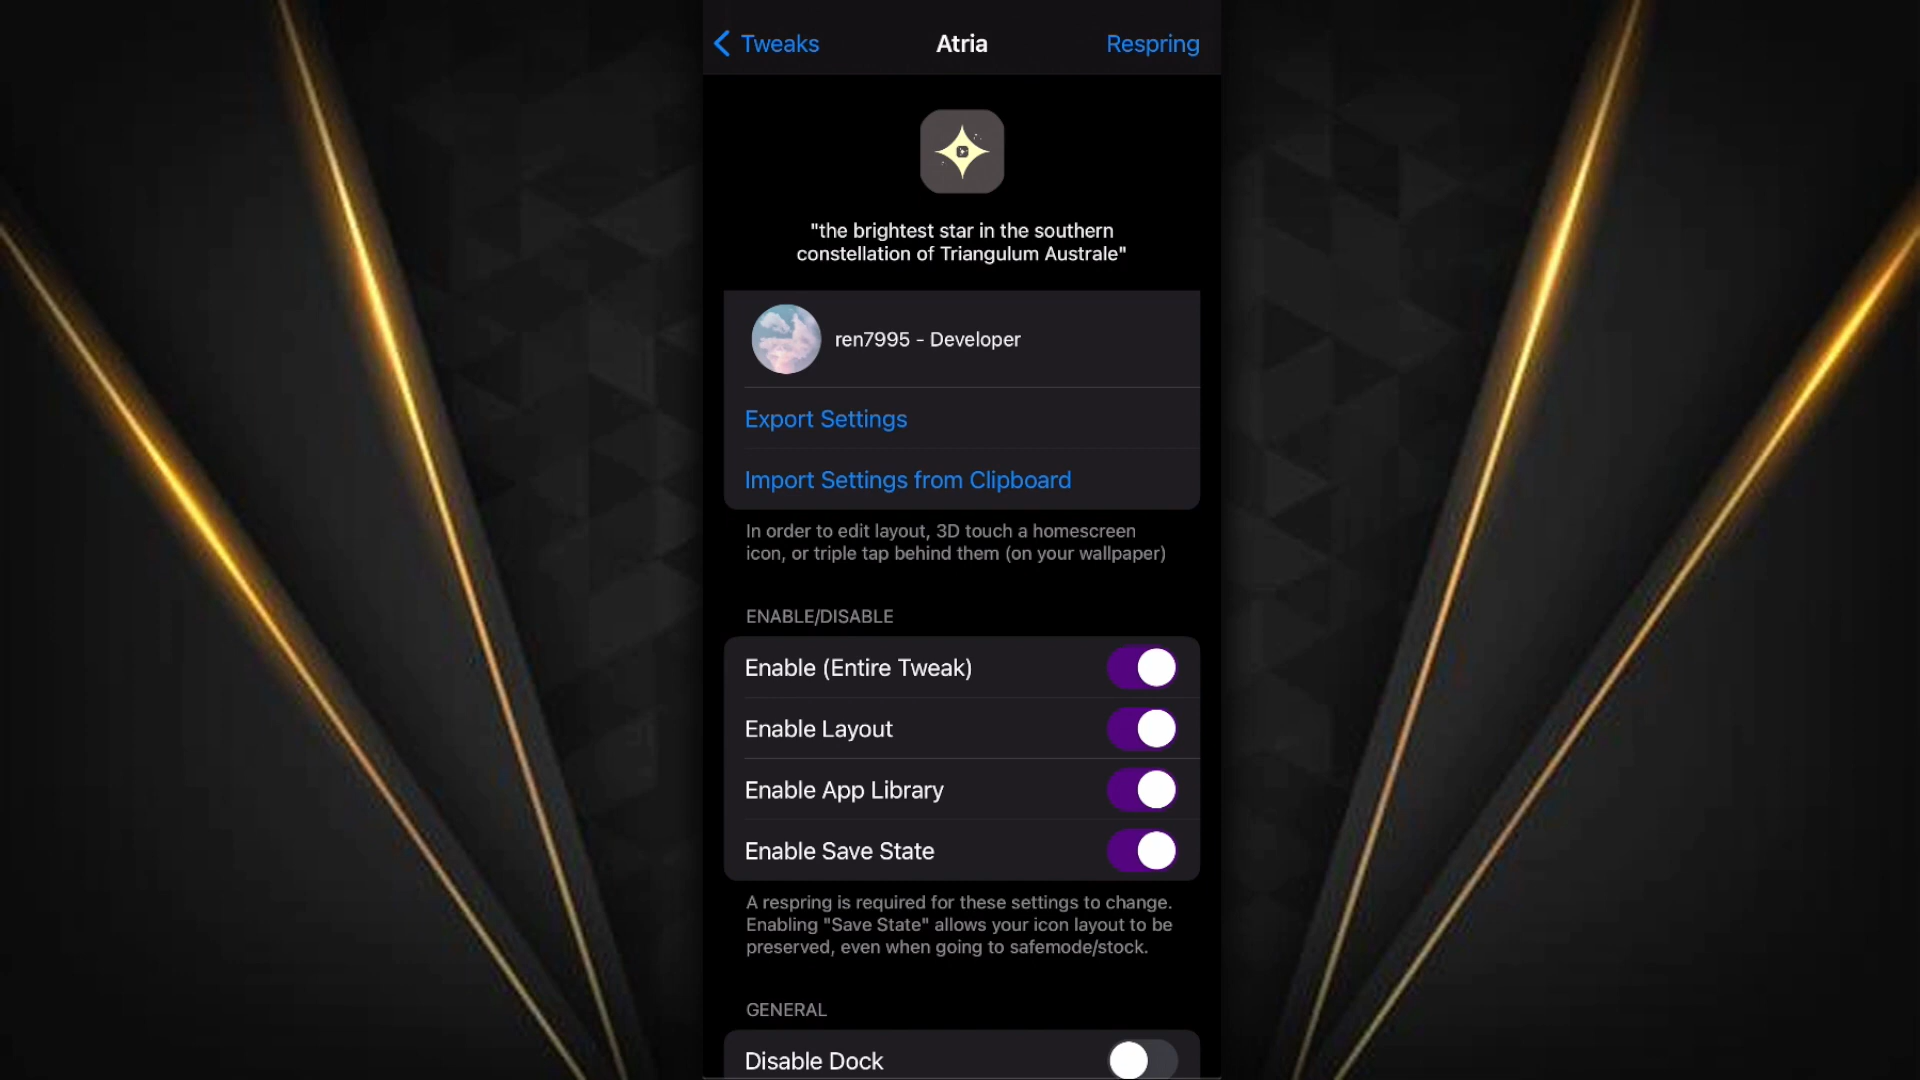 Tweaks
Atria
Respring
"the brightest star in the southern
constellation of Triangulum Australe"
ren7995 - Developer
Export Settings
Import Settings from Clipboard
In order to edit layout, 3D touch a homescreen
icon, or triple tap behind them (on your wallpaper)
ENABLE/DISABLE
Enable (Entire Tweak)
Enable Layout
Enable App Library
Enable Save State
A respring is required for these settings to change.
Enabling "Save State" allows your icon layout to be
preserved, even when going to safemode/stock.
GENERAL
Disable Dock